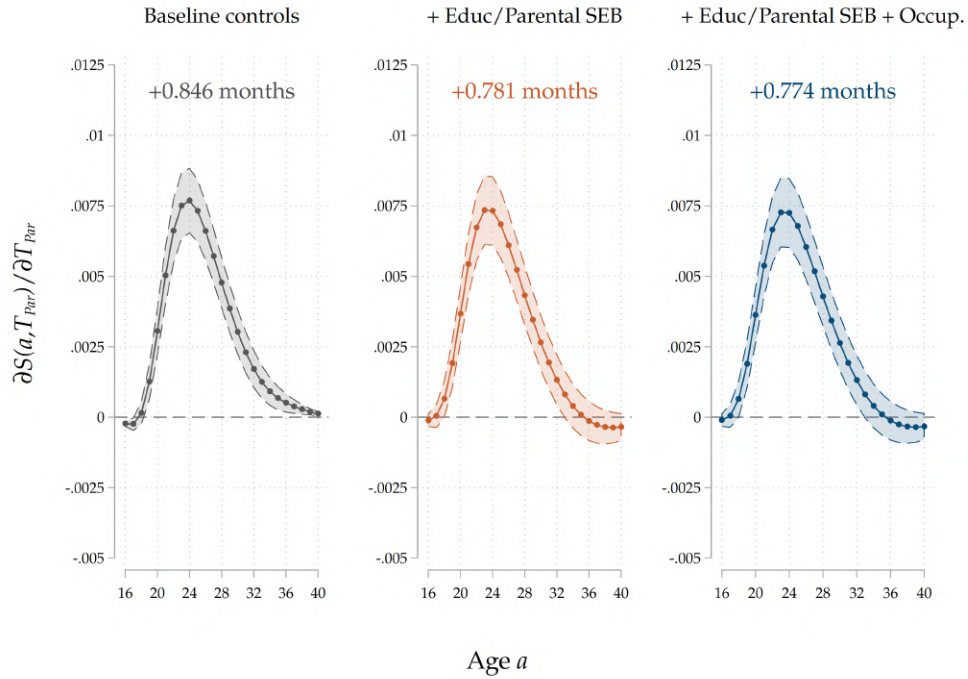 Baseline controls
+ Educ/Parental SEB
+ Educ/Parental SEB + Occup.
∂S(a,T_Par)/∂T_Par
.0125
.01
.0075
.005
.0025
0
-.0025
-.005
+0.846 months
16 20 24 28 32 36 40
.0125
.01
.0075
.005
.0025
0
-.0025
-.005
+0.781 months
16 20 24 28 32 36 40
.0125
.01
.0075
.005
.0025
0
-.0025
-.005
+0.774 months
16 20 24 28 32 36 40
Age a